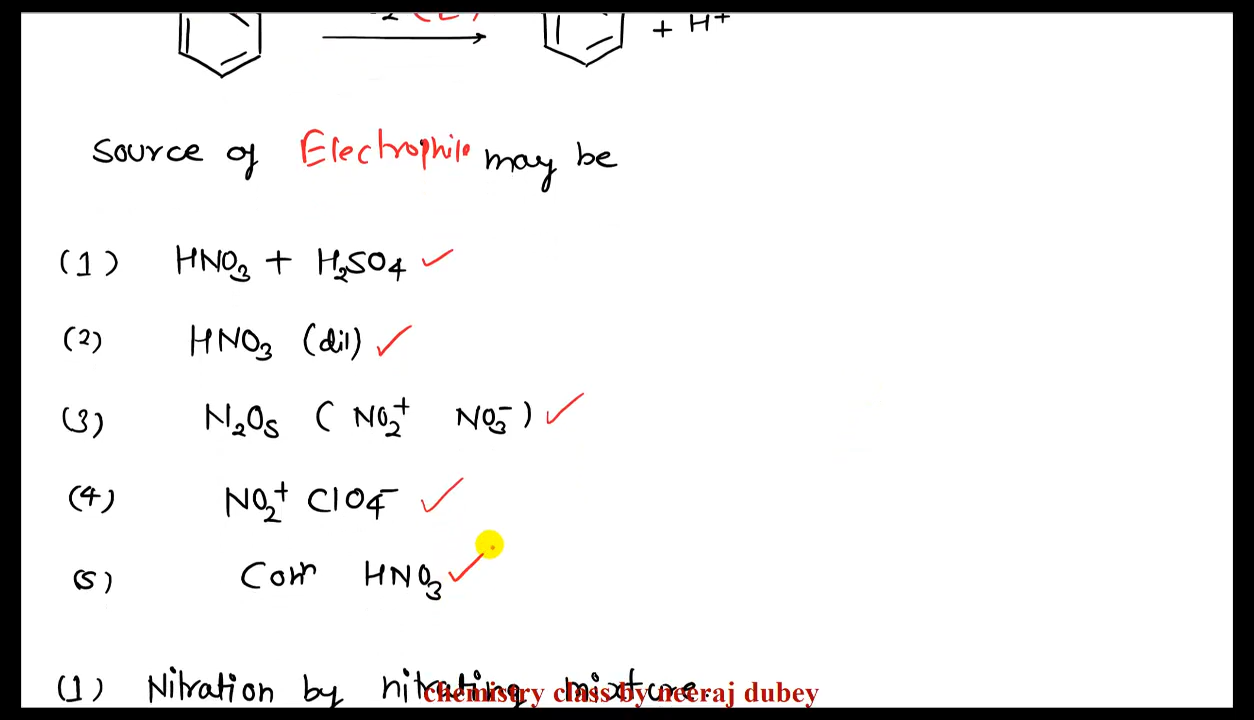 + H⁺
Source of Electrophile may be
(1) HNO₃ + H₂SO₄ ✓
(2) HNO₃ (dil) ✓
(3) N₂O₅ ( NO₂⁺ NO₃⁻ ) ✓
(4) NO₂⁺ ClO₄⁻ ✓
(5) HNO₃ ✓
(1) Nitration by nitrating mixture.
chemistry class by neeraj dubey